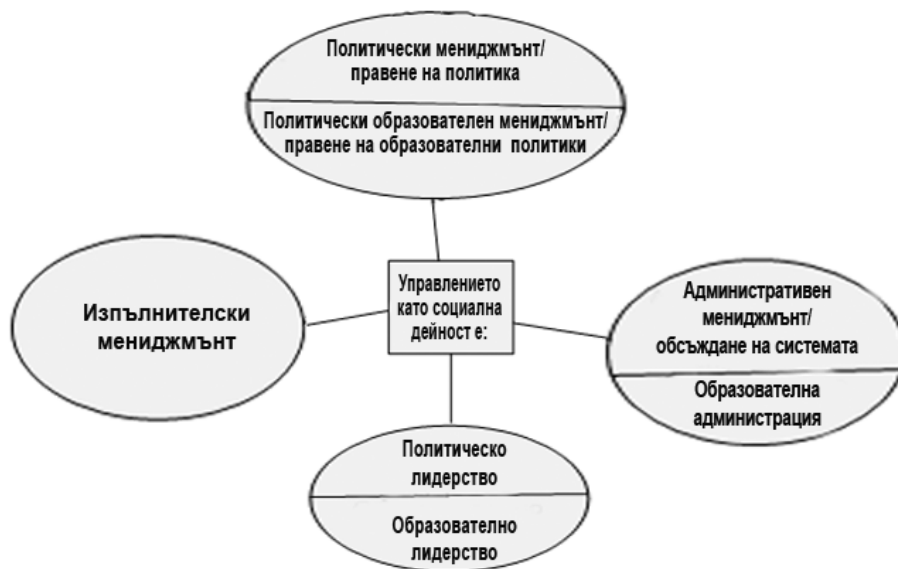 Политически мениджмънт/
правене на политика
Политически образователен мениджмънт/
правене на образователни политики
Управлението
като социална
дейност е:
Изпълнителски
мениджмънт
Административен
мениджмънт/
обсъждане на системата
Образователна
администрация
Политическо
лидерство
Образователно
лидерство